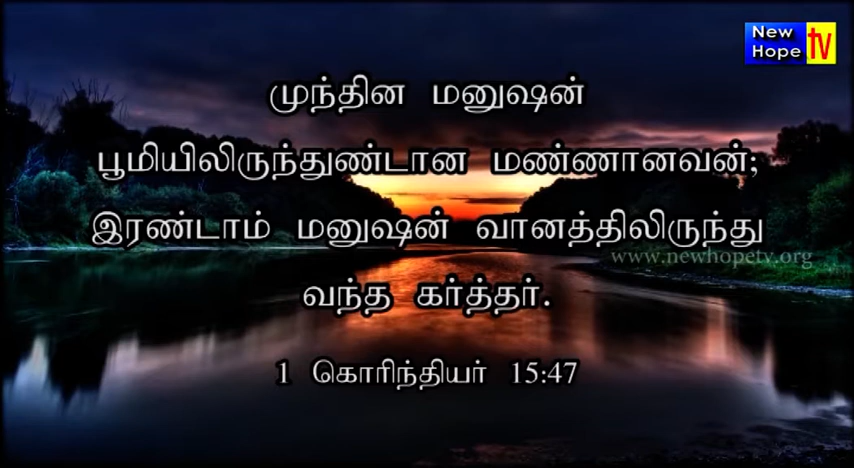 New
Hope tv
முந்தின மனுஷன்
பூமியிலிருந்துண்டான மண்ணானவன்;
இரண்டாம் மனுஷன் வானத்திலிருந்து
www.newhopetv.org
வந்த கர்த்தர்.
1 கொரிந்தியர் 15:47